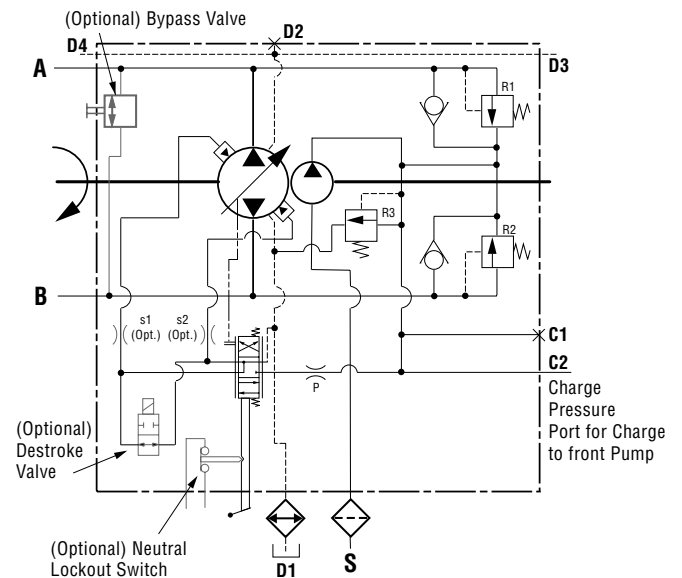 (Optional) Bypass Valve
D4
D2
A
D3
R1
R3
R2
B
s1
(Opt.)
s2
(Opt.)
C1
C2
P
Charge
Pressure
Port for Charge
to front Pump
(Optional)
Destroke
Valve
(Optional) Neutral
Lockout Switch
D1
S